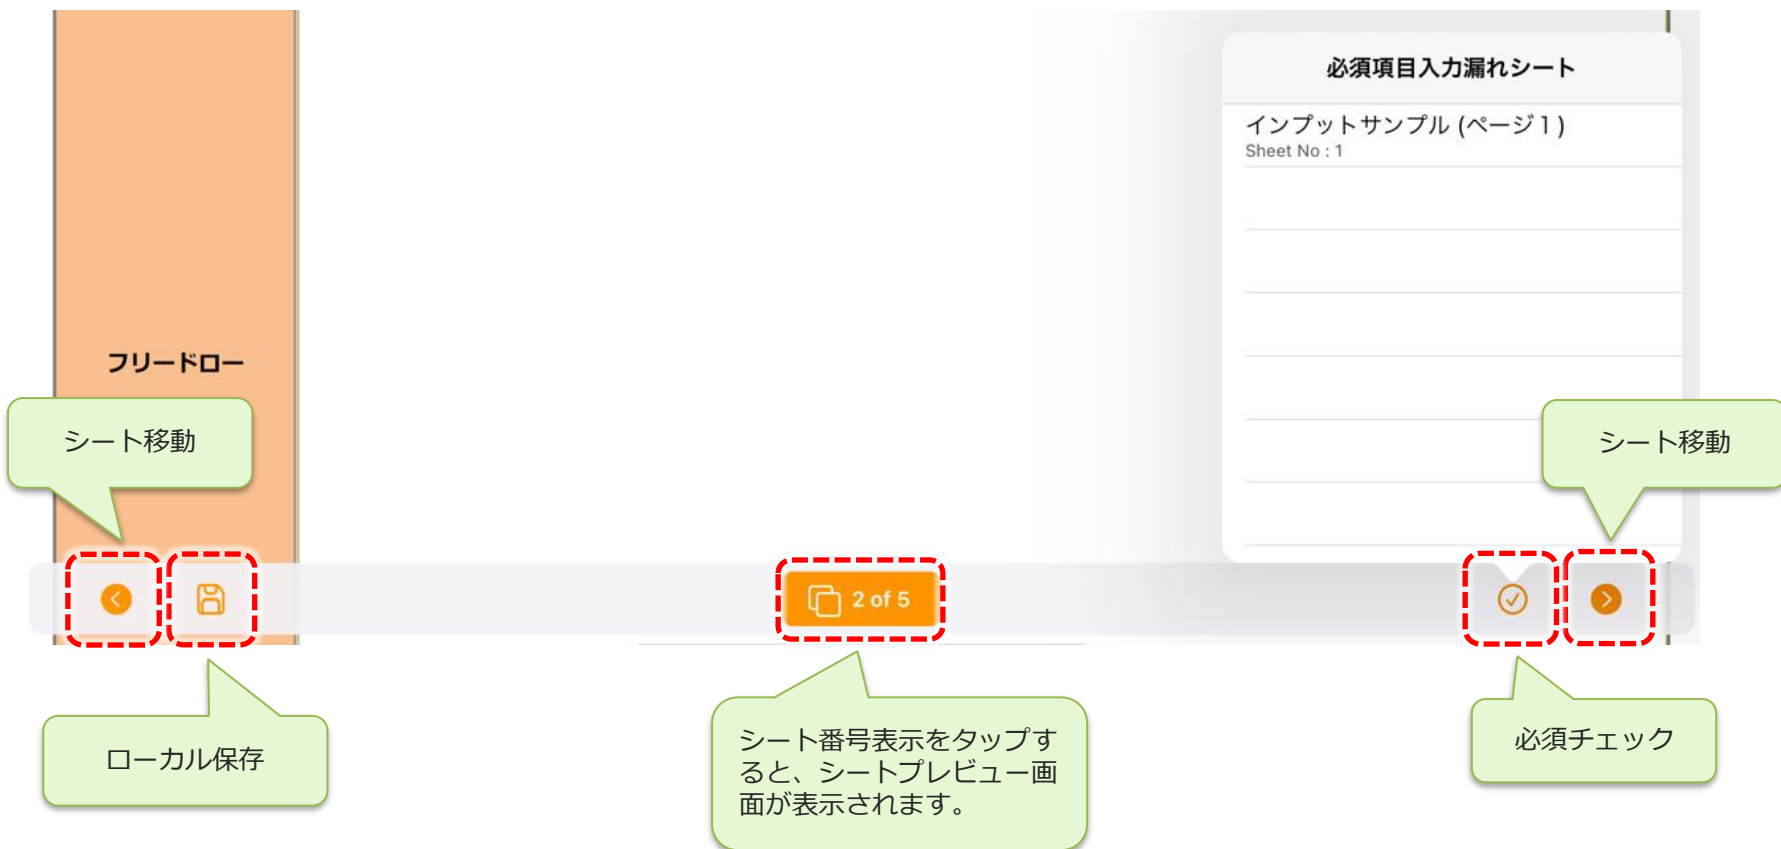 必須項目入力漏れシート
インプットサンプル (ページ1)
Sheet No : 1
フリードロー
シート移動
シート移動
2 of 5
ローカル保存
シート番号表示をタップす
ると、シートプレビュー画
面が表示されます。
必須チェック